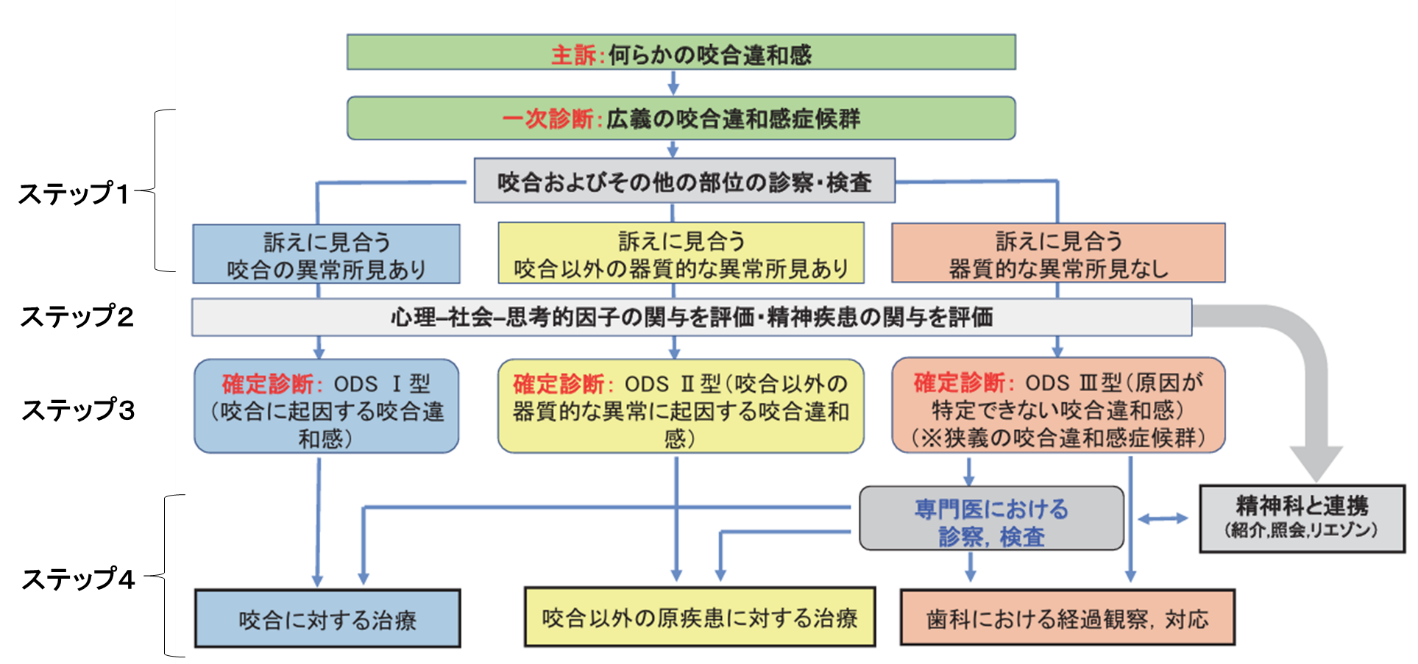 主訴：何らかの咬合違和感
一次診断：広義の咬合違和感症候群
ステップ１
咬合およびその他の部位の診察・検査
訴えに見合う
咬合の異常所見あり
訴えに見合う
咬合以外の器質的な異常所見あり
訴えに見合う
器質的な異常所見なし
ステップ２
心理–社会–思考的因子の関与を評価・精神疾患の関与を評価
ステップ３
確定診断： ODS Ⅰ型
（咬合に起因する咬合違
和感）
確定診断： ODS Ⅱ型（咬合以外の
器質的な異常に起因する咬合違和
感）
確定診断： ODS Ⅲ型（原因が
特定できない咬合違和感）
（※狭義の咬合違和感症候群）
専門医における
診察，検査
精神科と連携
（紹介,照会,リエゾン）
ステップ４
咬合に対する治療
咬合以外の原疾患に対する治療
歯科における経過観察，対応